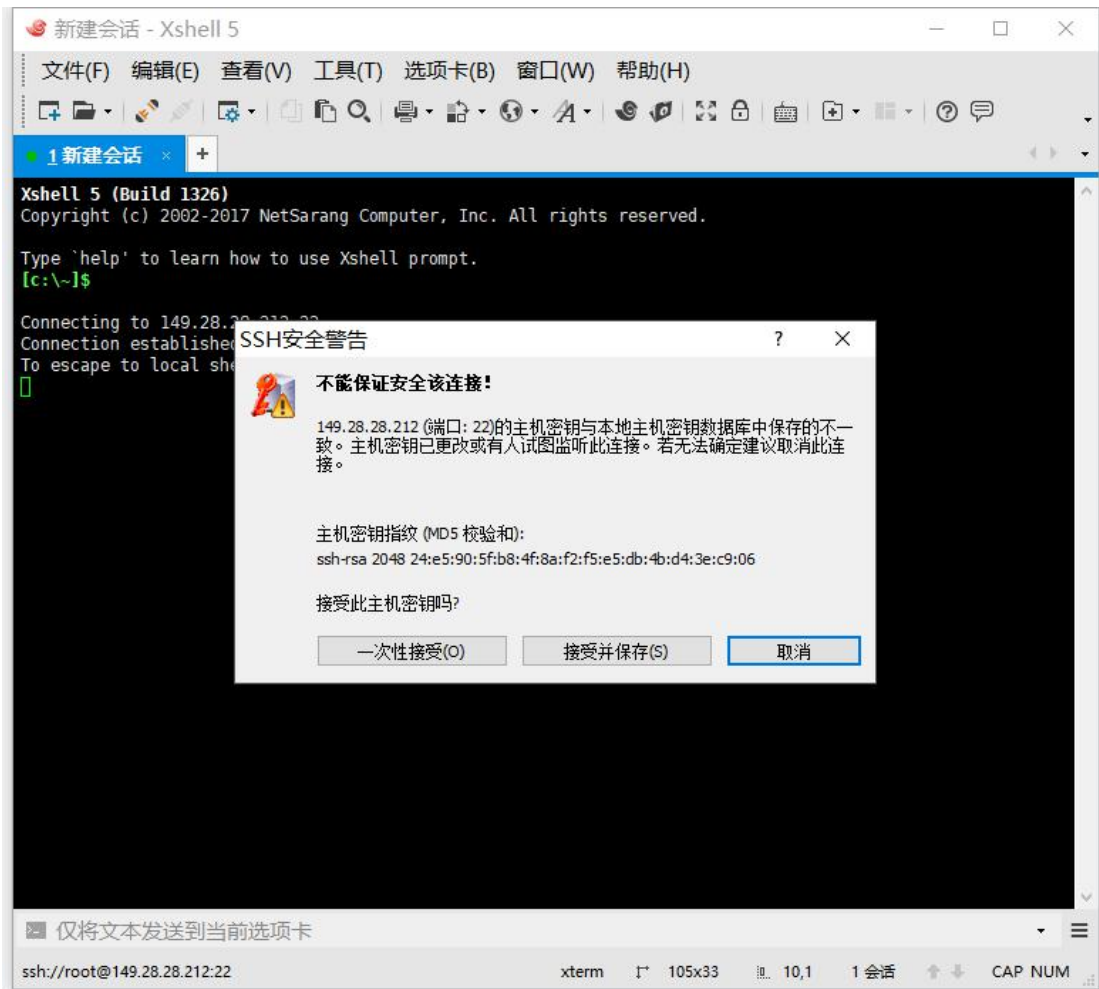 新建会话 - Xshell 5
文件(F) 编辑(E) 查看(V) 工具(T) 选项卡(B) 窗口(W) 帮助(H)
1 新建会话
Xshell 5 (Build 1326)
Copyright (c) 2002-2017 NetSarang Computer, Inc. All rights reserved.
Type `help' to learn how to use Xshell prompt.
[c:\~]$
Connecting to 149.28.28.212:22
Connection established
To escape to local she
SSH安全警告
不能保证安全该连接!
149.28.28.212 (端口: 22)的主机密钥与本地主机密钥数据库中保存的不一
致。主机密钥已更改或有人试图监听此连接。若无法确定建议取消此连
接。
主机密钥指纹 (MD5 校验和):
ssh-rsa 2048 24:e5:90:5f:b8:4f:8a:f2:f5:e5:db:4b:d4:3e:c9:06
接受此主机密钥吗?
一次性接受(O) 接受并保存(S) 取消
仅将文本发送到当前选项卡
ssh://root@149.28.28.212:22 xterm 105x33 10,1 1 会话 CAP NUM